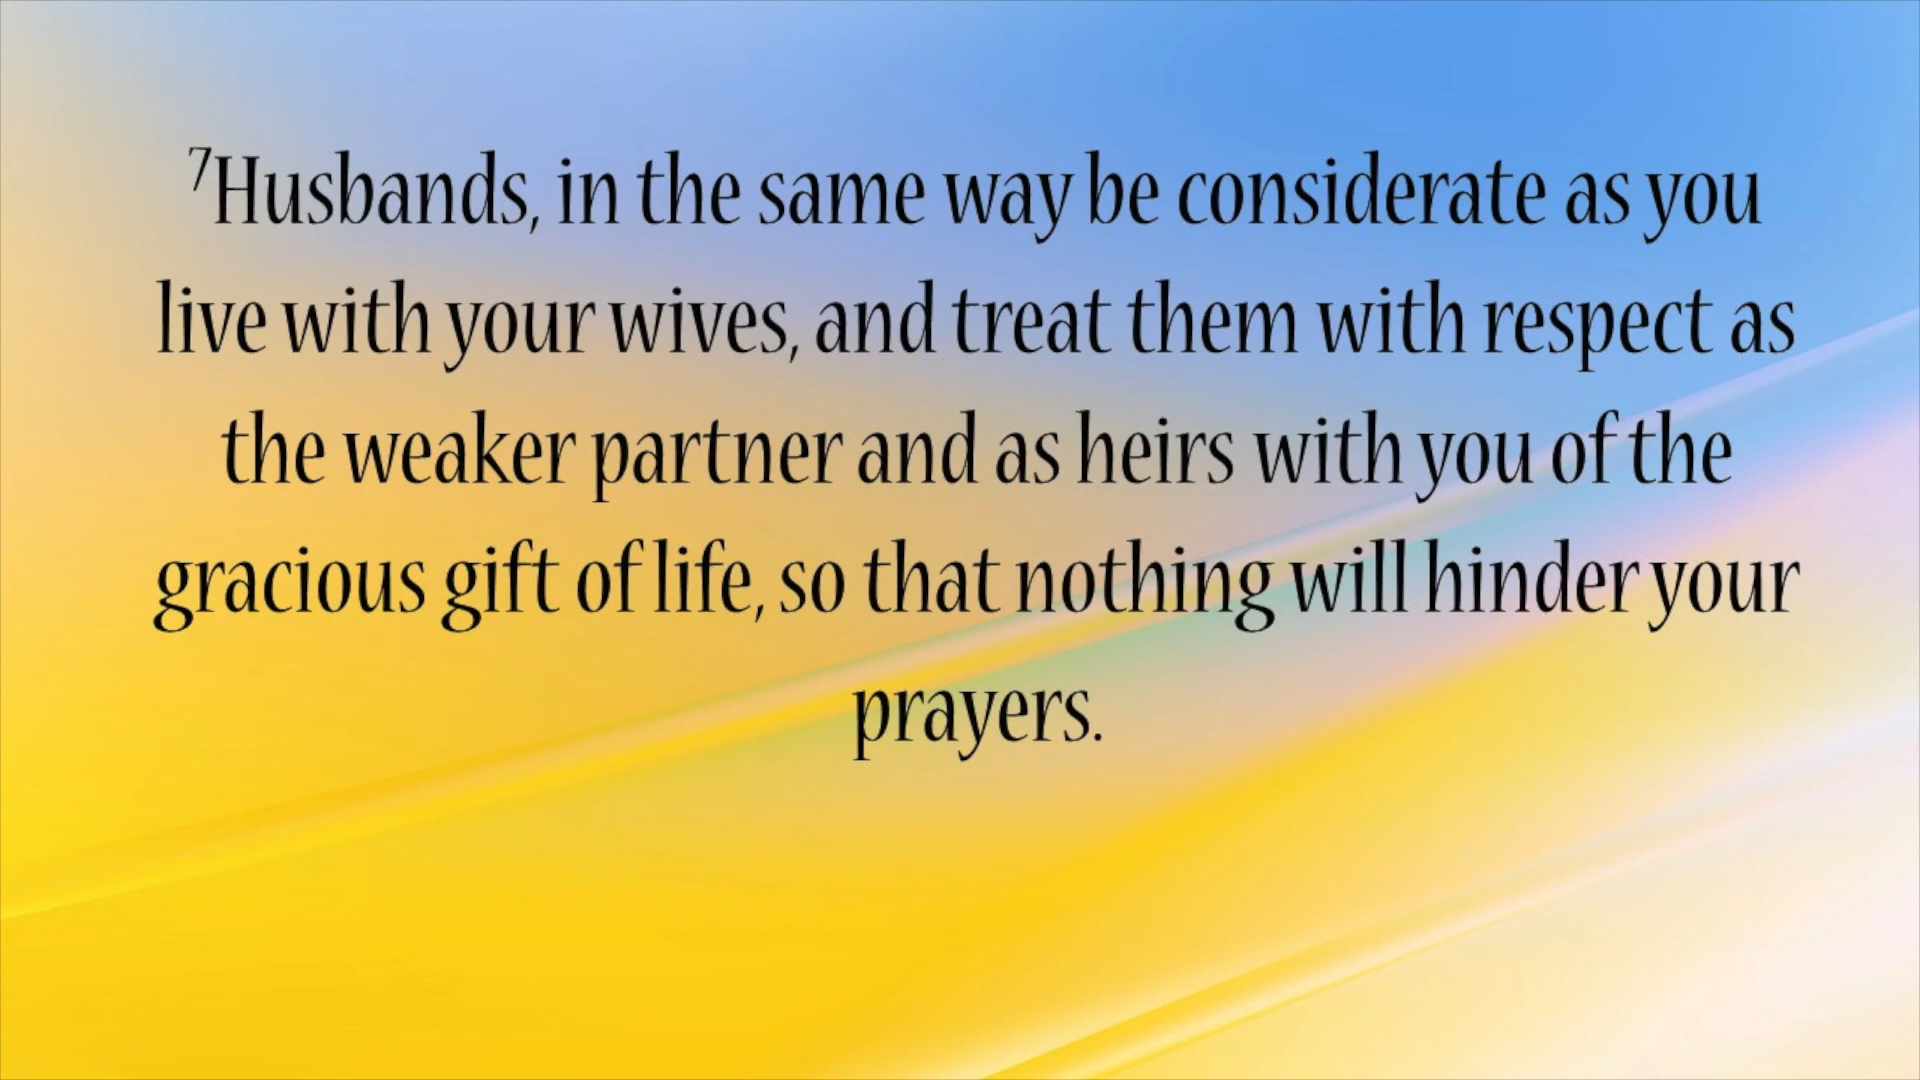 ⁷Husbands, in the same way be considerate as you
live with your wives, and treat them with respect as
the weaker partner and as heirs with you of the
gracious gift of life, so that nothing will hinder your
prayers.